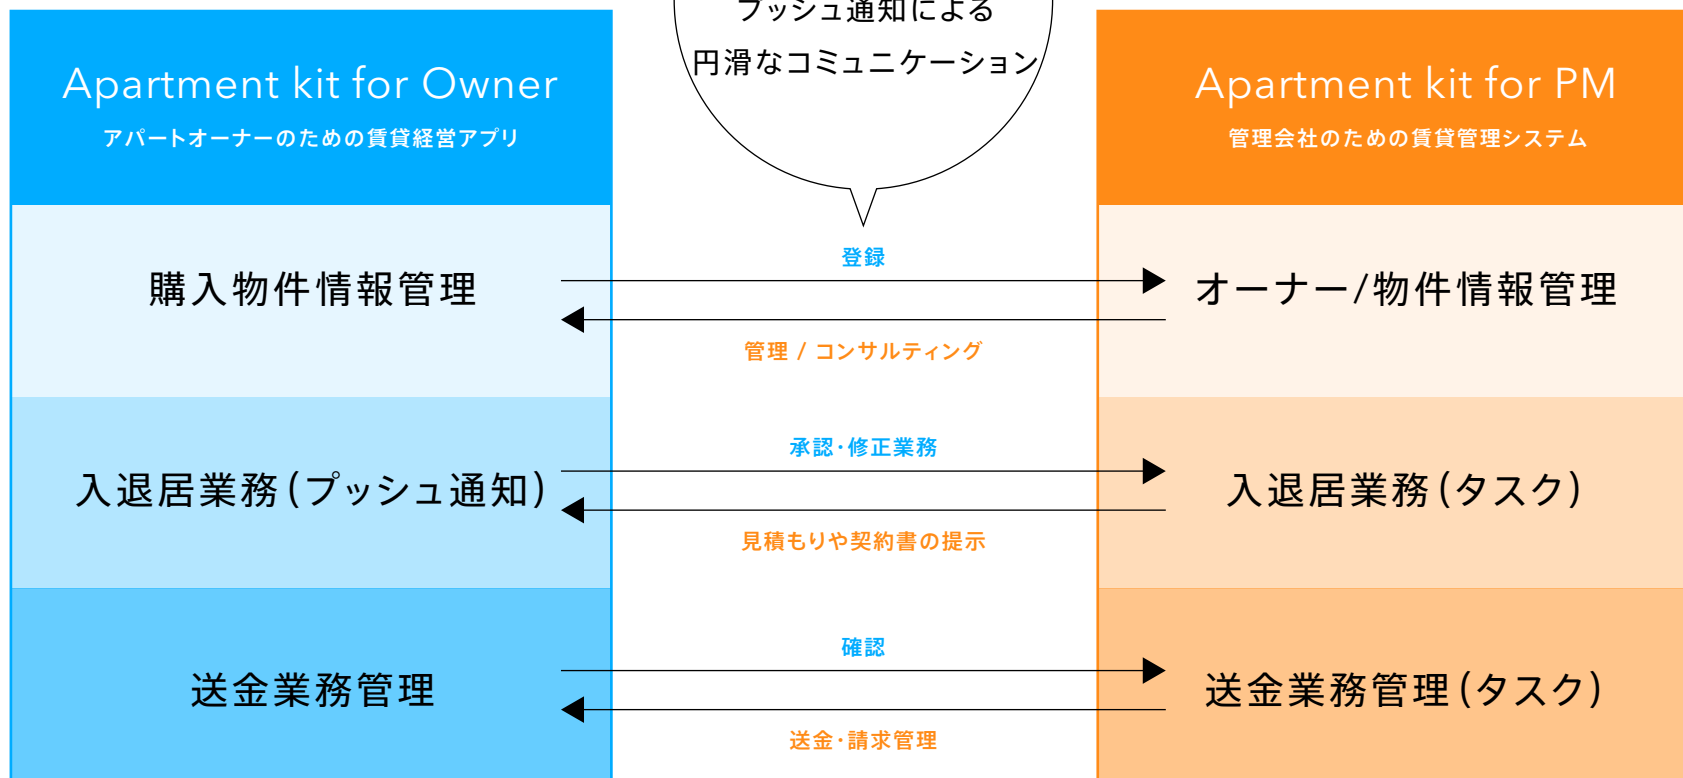 プッシュ通知による
円滑なコミュニケーション
Apartment kit for Owner
アパートオーナーのための賃貸経営アプリ
Apartment kit for PM
管理会社のための賃貸管理システム
購入物件情報管理
登録
管理 / コンサルティング
オーナー/物件情報管理
入退居業務(プッシュ通知)
承認・修正業務
見積もりや契約書の提示
入退居業務(タスク)
送金業務管理
確認
送金・請求管理
送金業務管理(タスク)